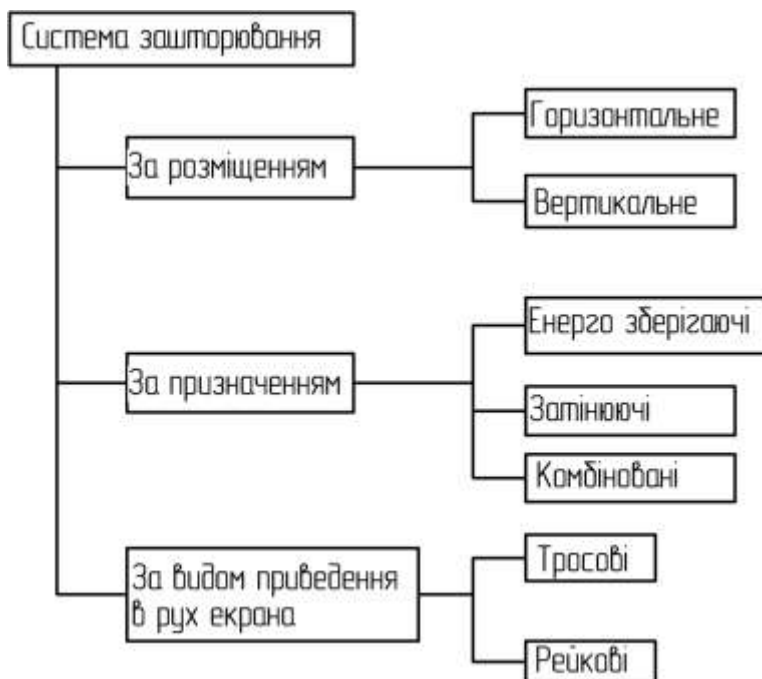 Система зашторювання
За розміщенням
Горизонтальне
Вертикальне
За призначенням
Енерго зберігаючі
Затінюючі
Комбіновані
За видом приведення
в рух екрана
Тросові
Рейкові